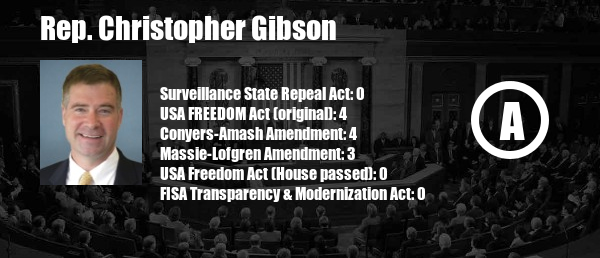 Rep. Christopher Gibson
Surveillance State Repeal Act: 0
USA FREEDOM Act (original): 4
Conyers-Amash Amendment: 4
Massie-Lofgren Amendment: 3
USA Freedom Act (House passed): 0
FISA Transparency & Modernization Act: 0
A